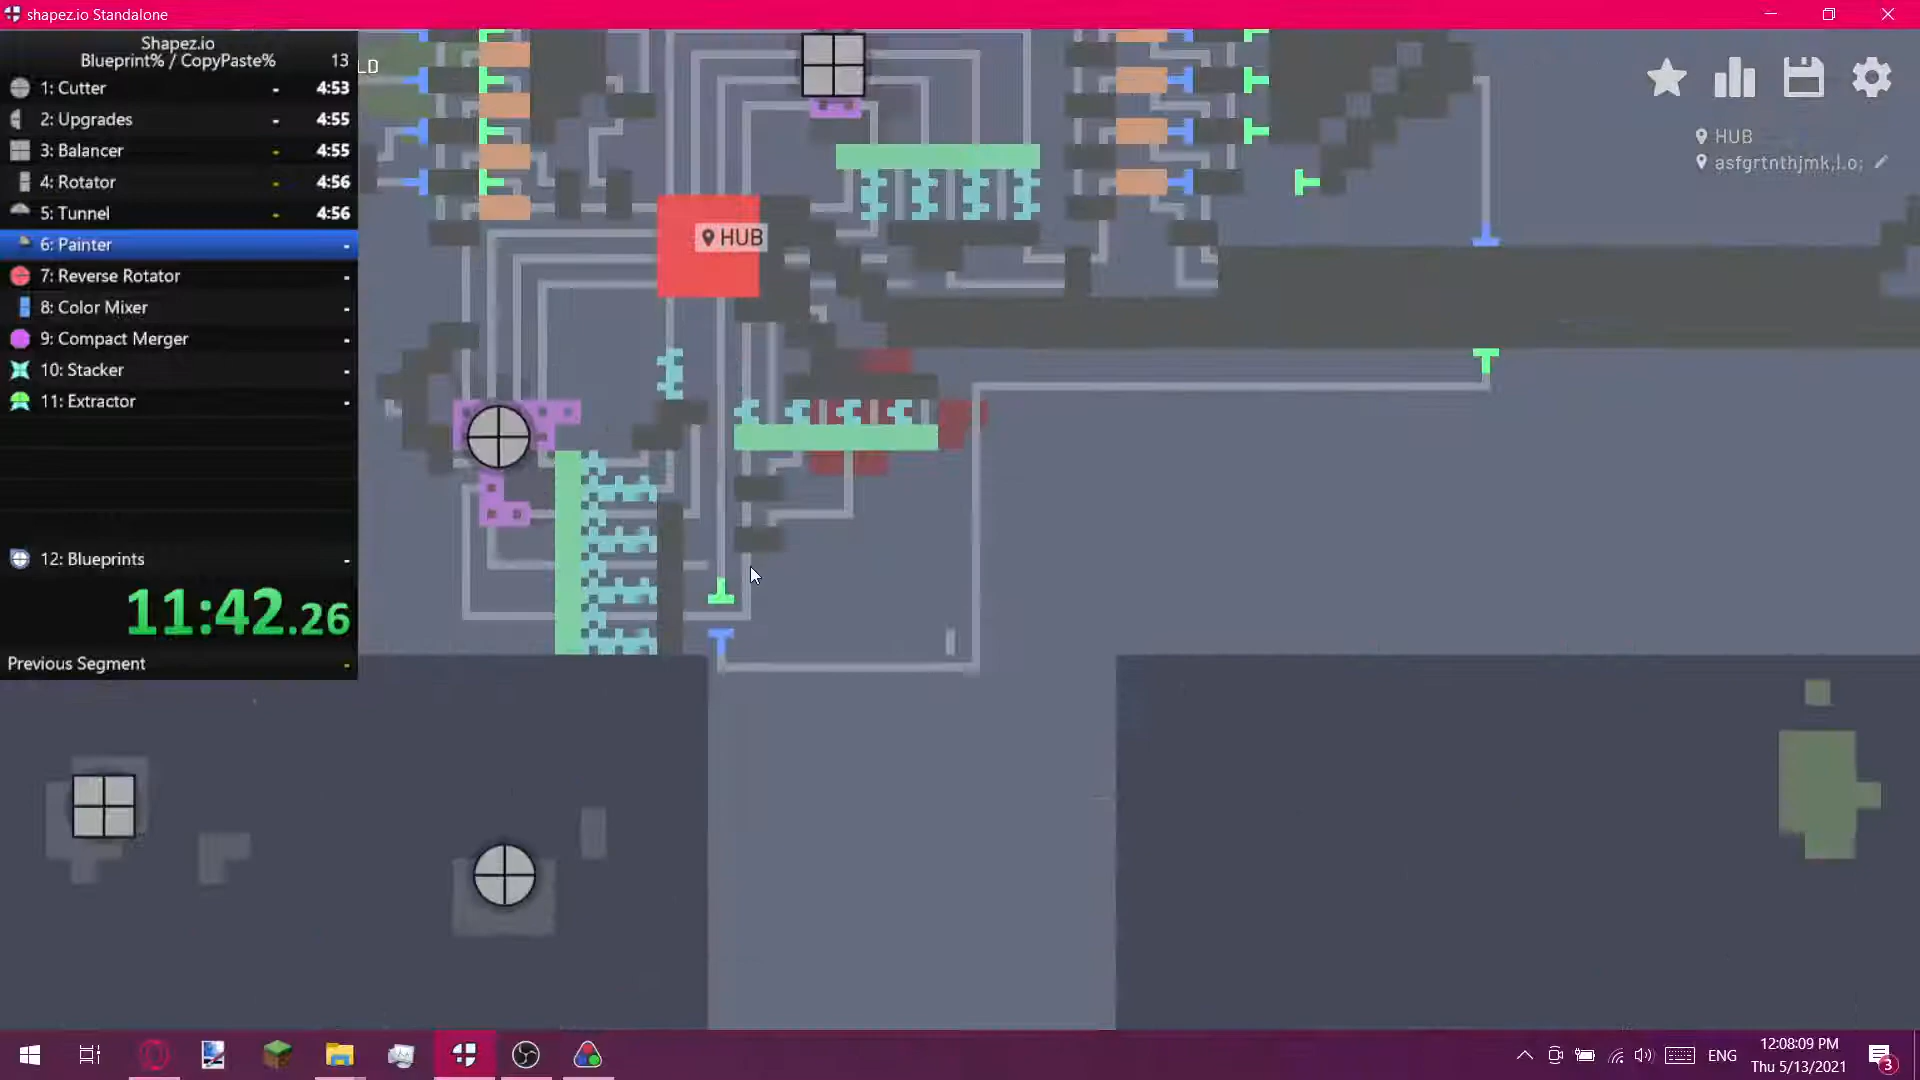 shapez.io Standalone
Shapez.io
Blueprint% / CopyPaste% 13
LD
1: Cutter - 4:53
2: Upgrades - 4:55
3: Balancer - 4:55
4: Rotator - 4:56
5: Tunnel - 4:56
6: Painter -
7: Reverse Rotator -
8: Color Mixer -
9: Compact Merger -
10: Stacker -
11: Extractor -
12: Blueprints -
11:42.26
Previous Segment -
HUB
HUB
asfgrtnthjmk,l.o;
ENG
12:08:09 PM
Thu 5/13/2021
3